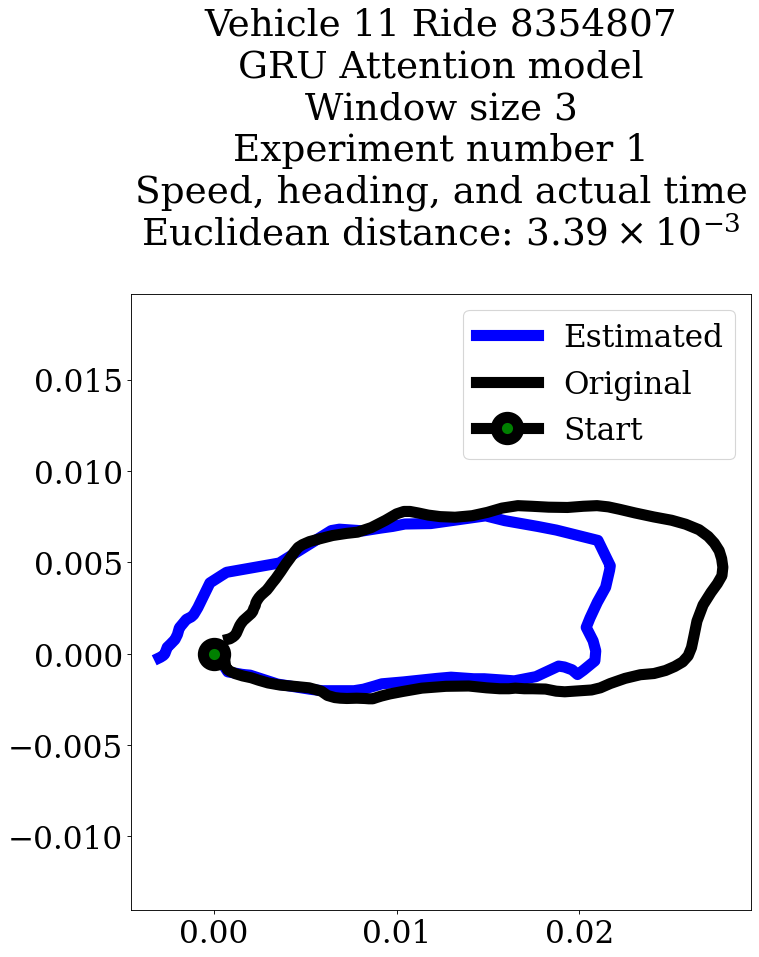 Vehicle 11 Ride 8354807
GRU Attention model
Window size 3
Experiment number 1
Speed, heading, and actual time
Euclidean distance: 3.39 × 10⁻³
Estimated
Original
Start
0.015
0.010
0.005
0.000
−0.005
−0.010
0.00 0.01 0.02